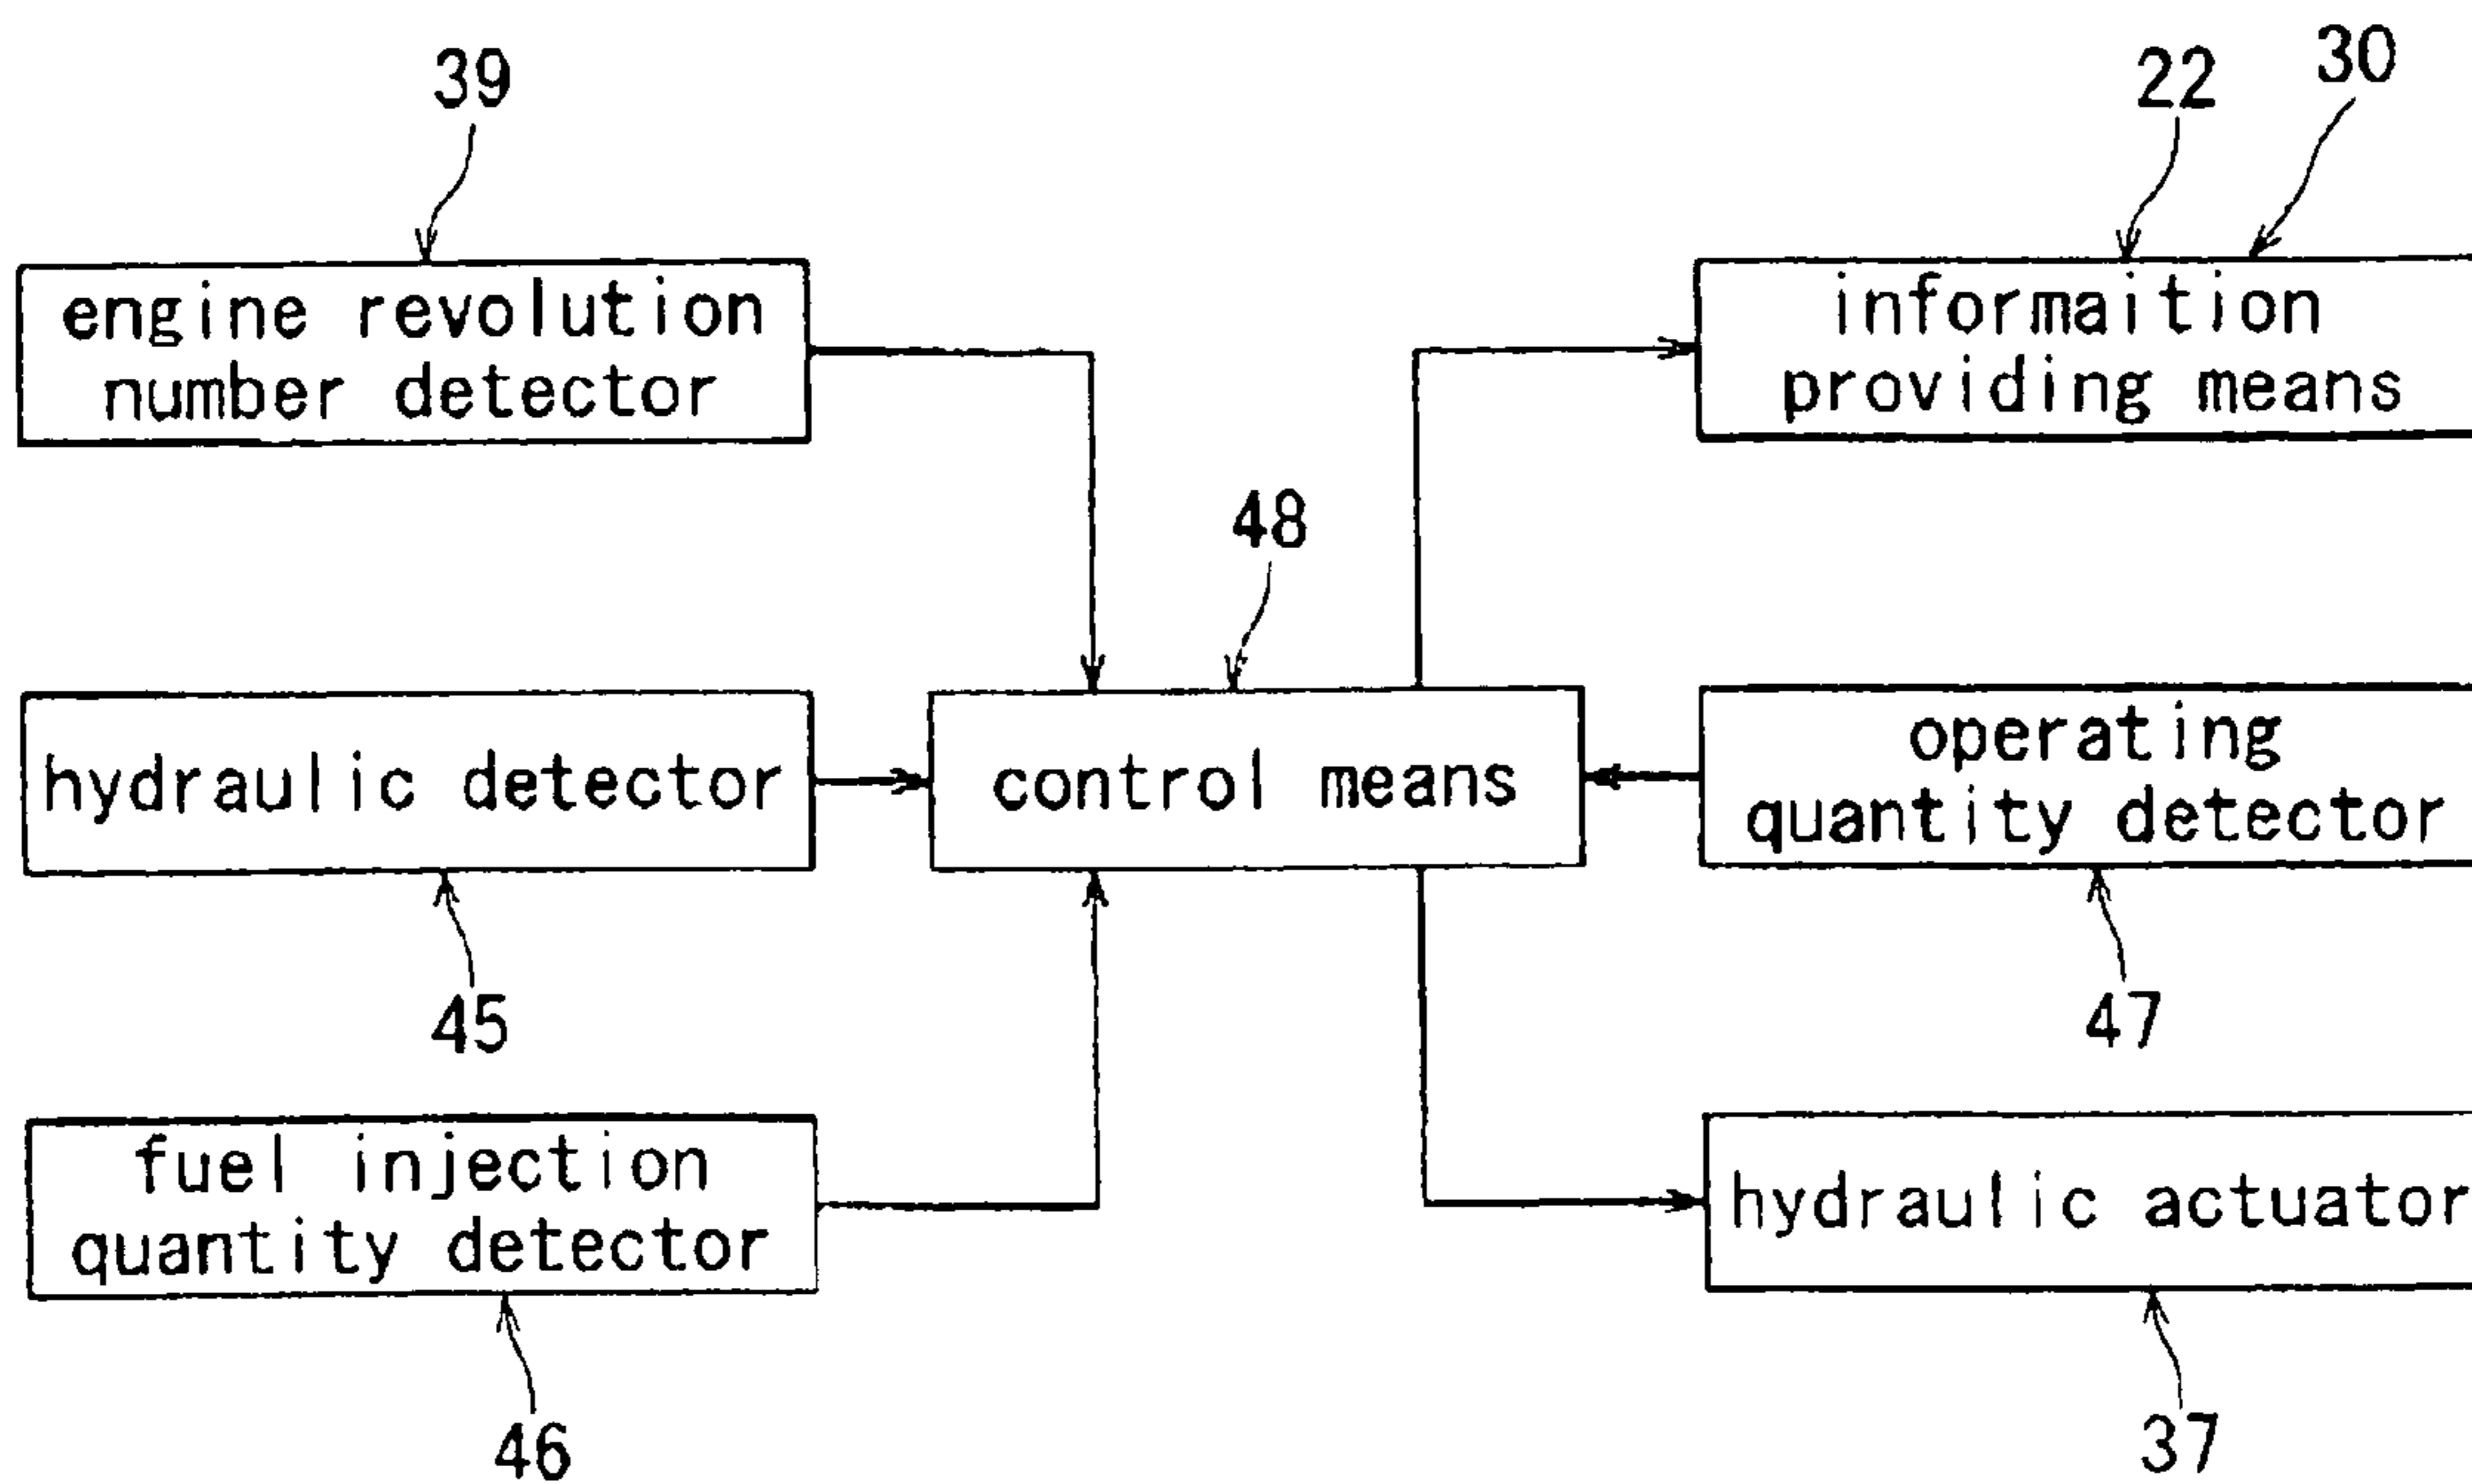 39
22
30
engine revolution
number detector
informaition
providing means
48
hydraulic detector
control means
operating
quantity detector
45
47
fuel injection
quantity detector
hydraulic actuator
46
37